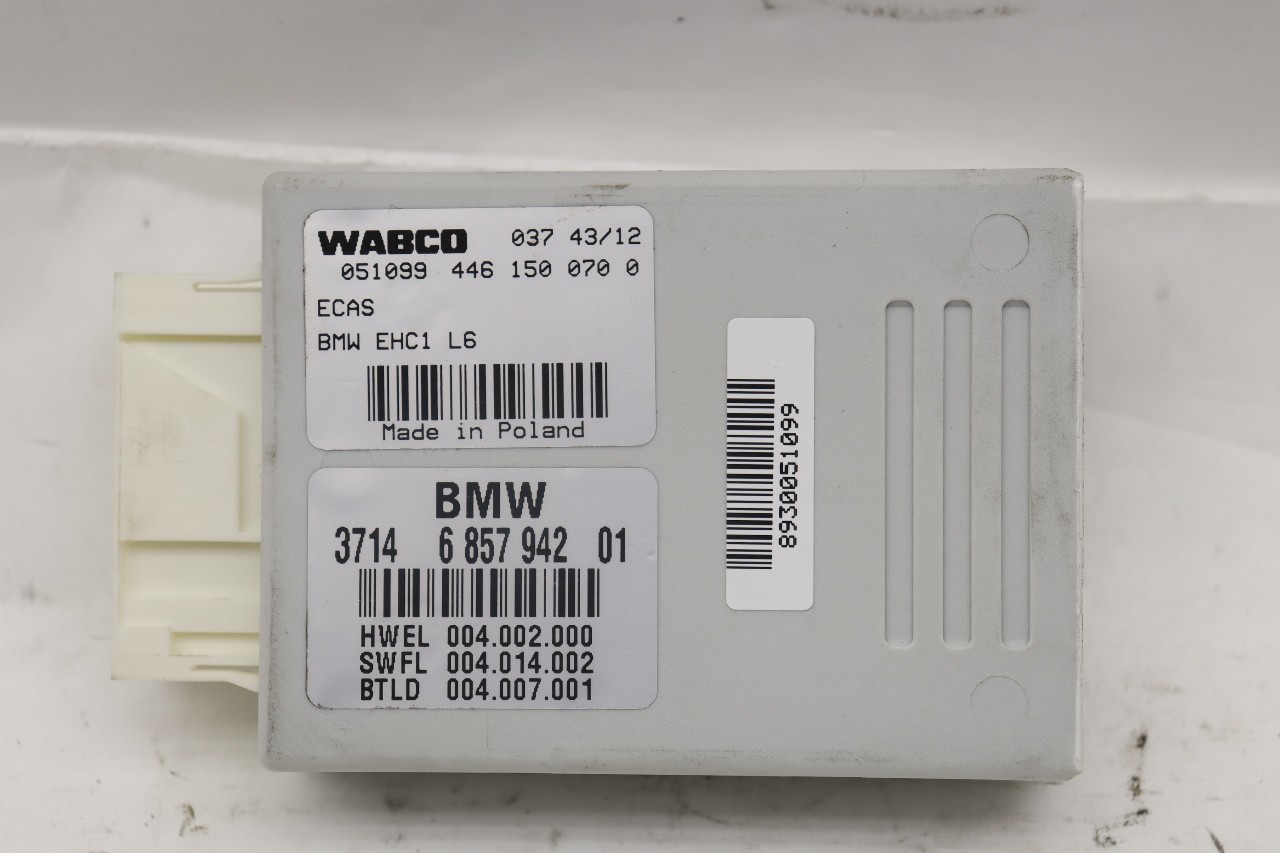 WABCO 037 43/12
051099 446 150 070 0
ECAS
BMW EHC1 L6
Made in Poland
BMW
3714 6 857 942 01
HWEL 004.002.000
SWFL 004.014.002
BTLD 004.007.001
8930051099